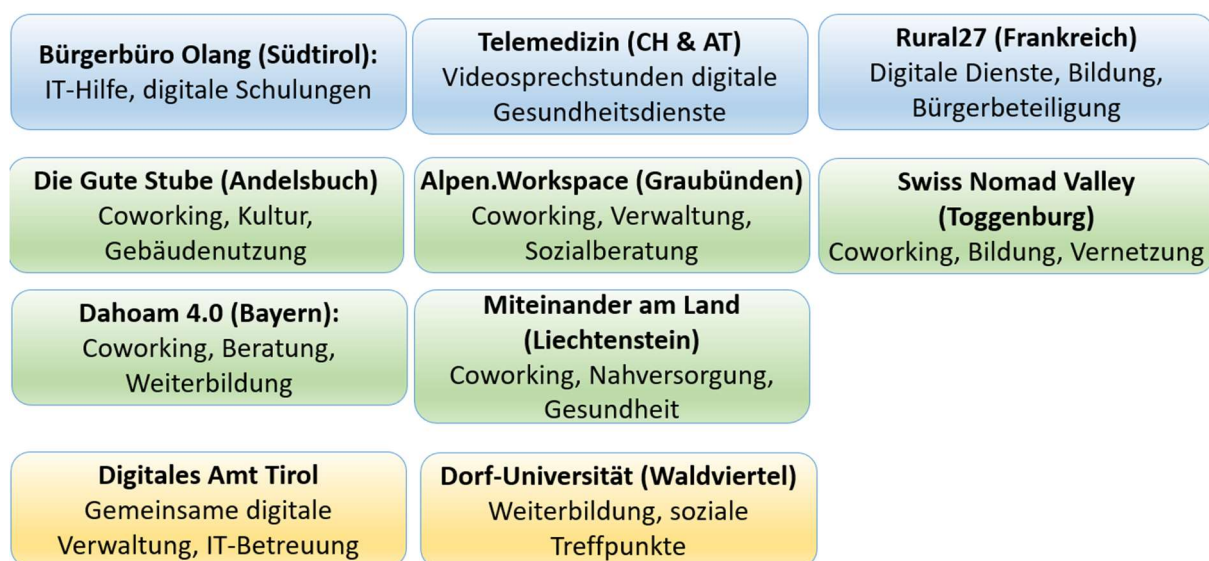 Bürgerbüro Olang (Südtirol):
IT-Hilfe, digitale Schulungen
Telemedizin (CH & AT)
Videosprechstunden digitale
Gesundheitsdienste
Rural27 (Frankreich)
Digitale Dienste, Bildung,
Bürgerbeteiligung
Die Gute Stube (Andelsbuch)
Coworking, Kultur,
Gebäudenutzung
Alpen.Workspace (Graubünden)
Coworking, Verwaltung,
Sozialberatung
Swiss Nomad Valley
(Toggenburg)
Coworking, Bildung, Vernetzung
Dahoam 4.0 (Bayern):
Coworking, Beratung,
Weiterbildung
Miteinander am Land
(Liechtenstein)
Coworking, Nahversorgung,
Gesundheit
Digitales Amt Tirol
Gemeinsame digitale
Verwaltung, IT-Betreuung
Dorf-Universität (Waldviertel)
Weiterbildung, soziale
Treffpunkte